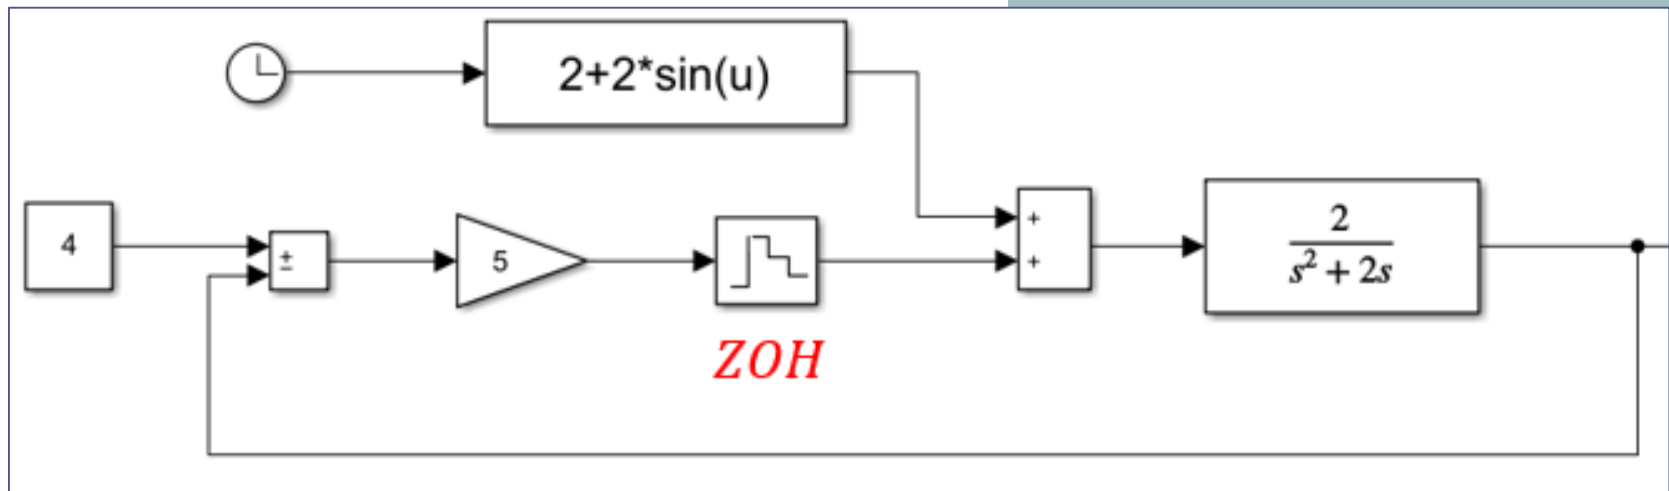 2+2*sin(u)
4
±
5
+
+
2
s² + 2s
ZOH